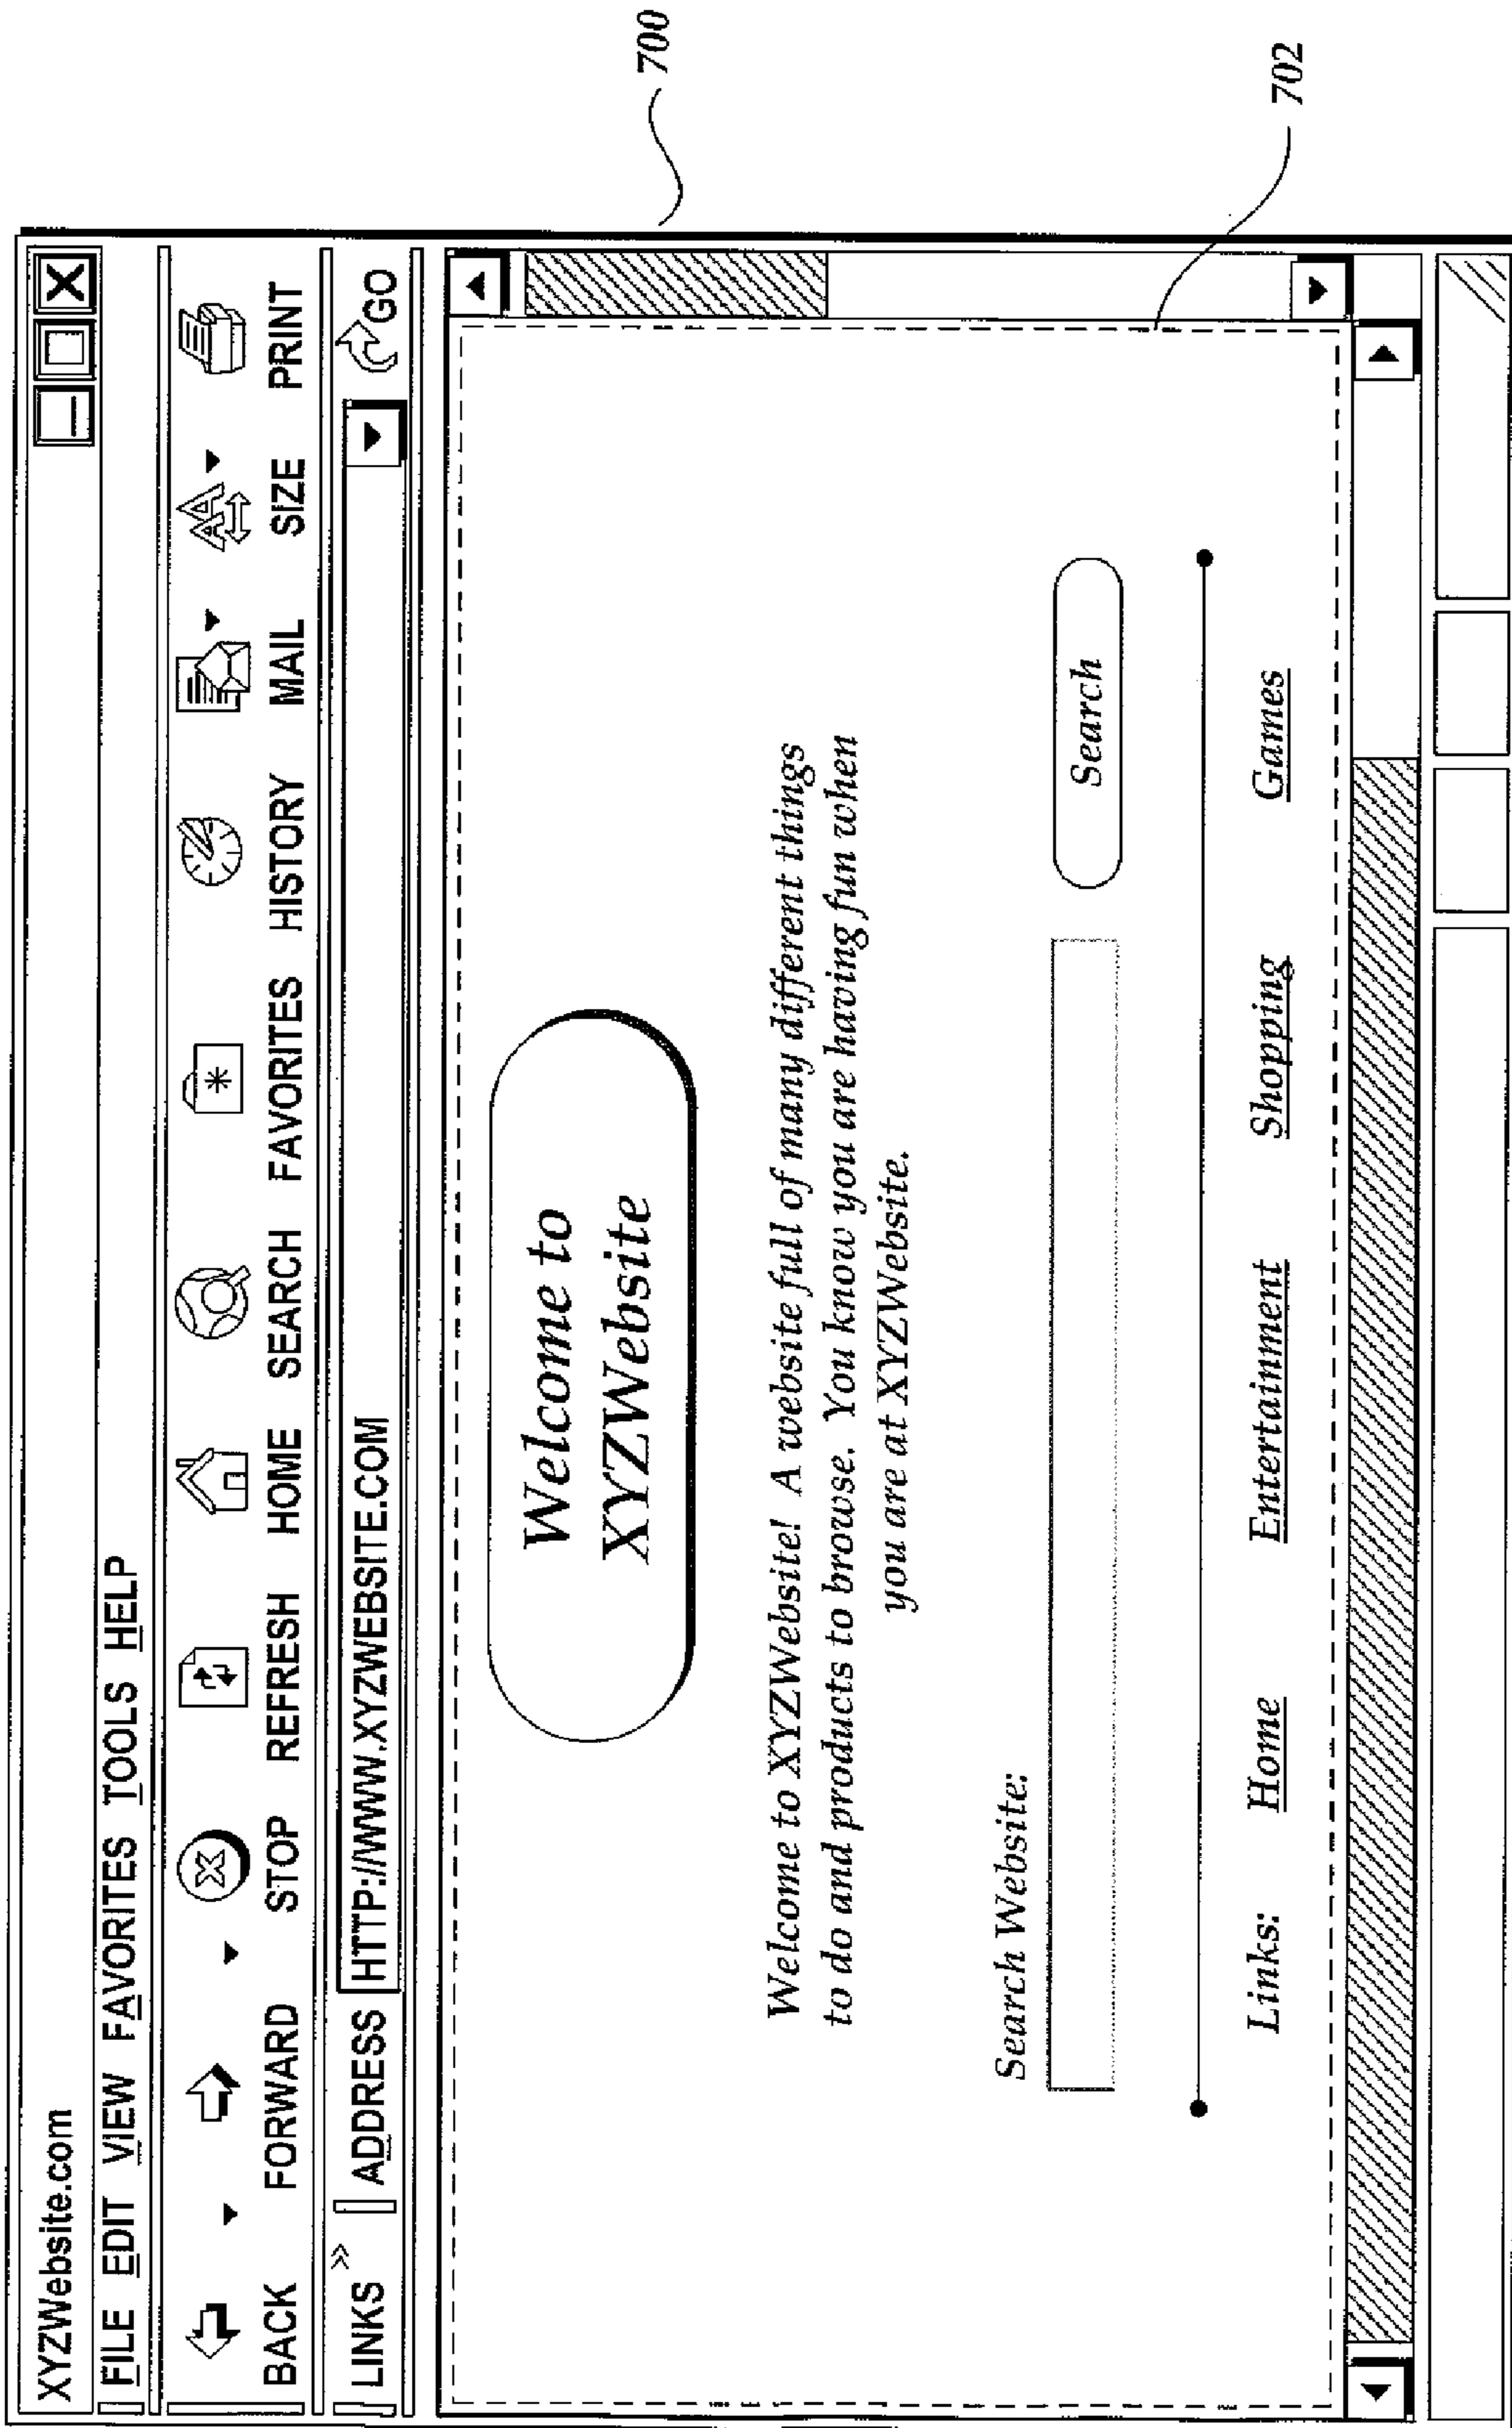 XYZWebsite.com
FILE EDIT VIEW FAVORITES TOOLS HELP
BACK FORWARD STOP REFRESH HOME SEARCH FAVORITES HISTORY MAIL SIZE PRINT
LINKS » ADDRESS HTTP://WWW.XYZWEBSITE.COM GO
700
Welcome to
XYZWebsite
Welcome to XYZWebsite! A website full of many different things
to do and products to browse. You know you are having fun when
you are at XYZWebsite.
Search Website:
Search
Links: Home Entertainment Shopping Games
702